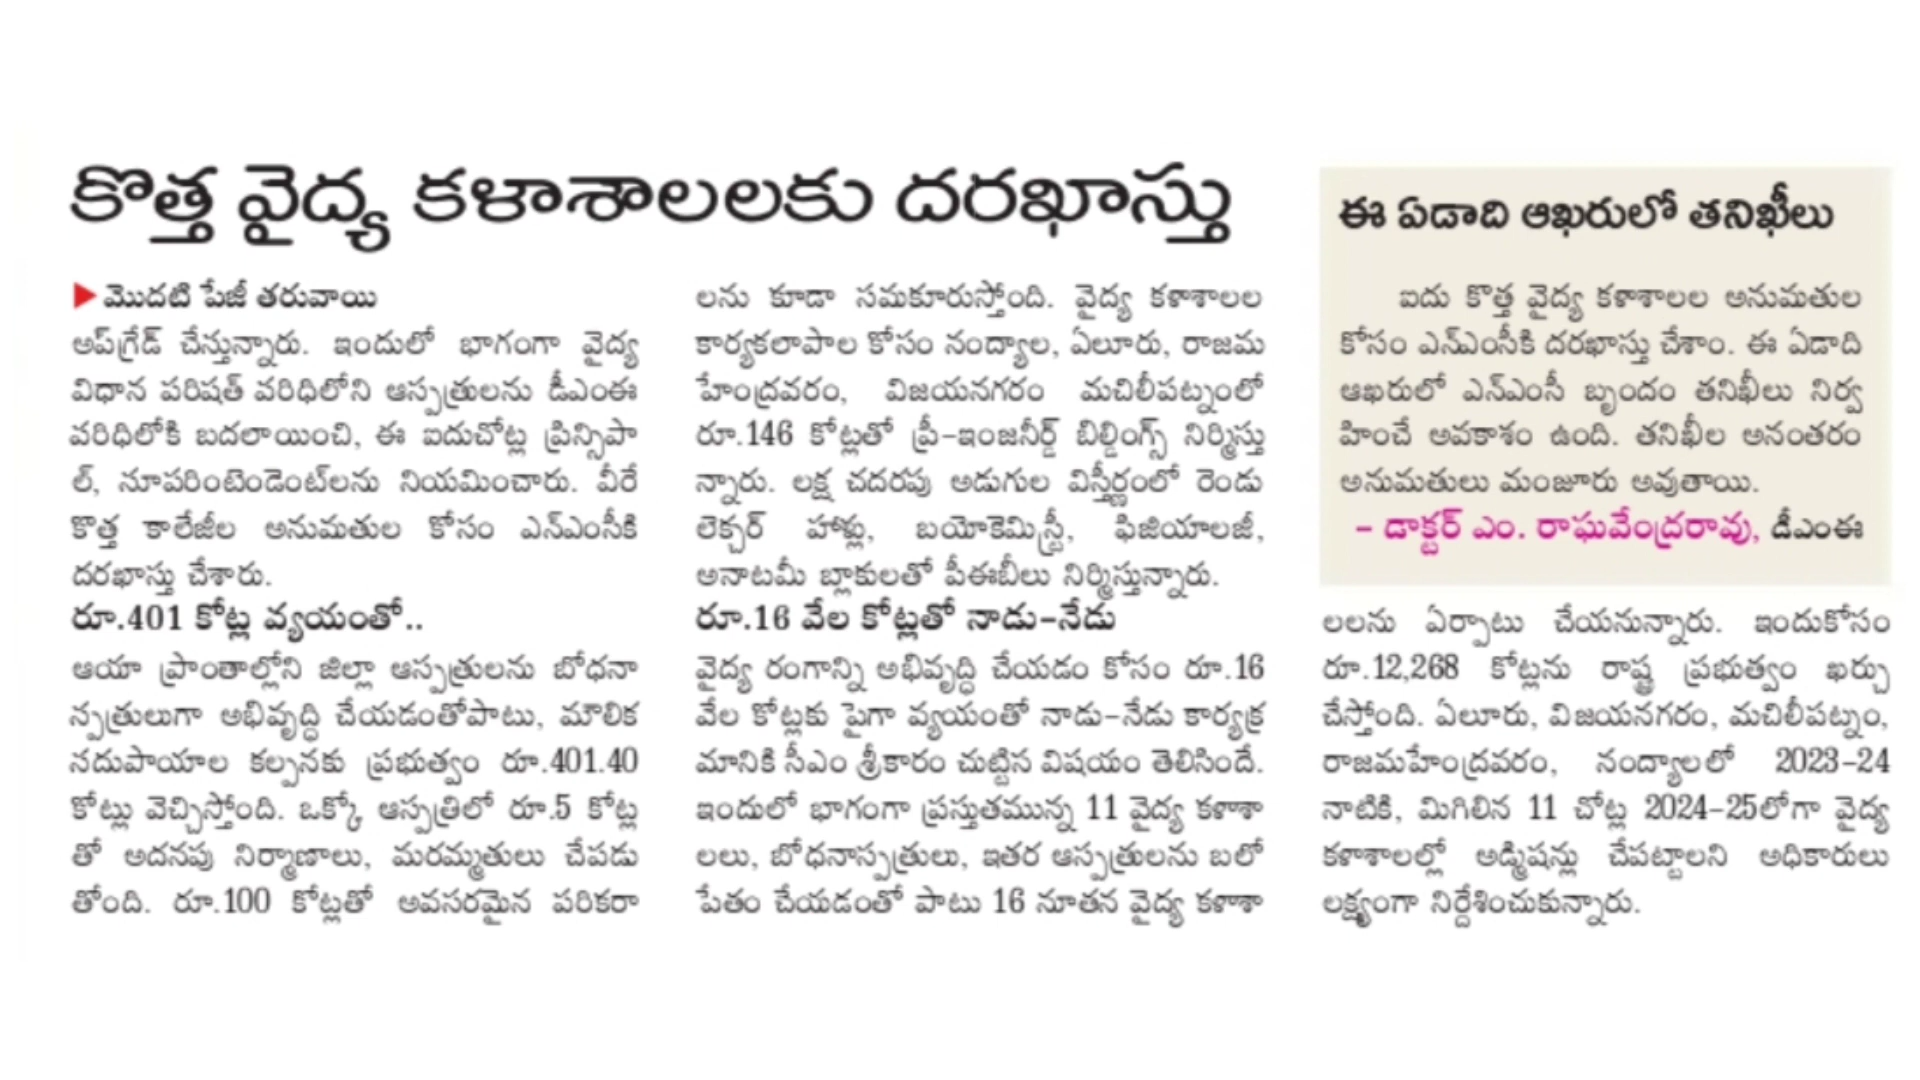 కొత్త వైద్య కళాశాలలకు దరఖాస్తు
▶ మొదటి పేజీ తరువాయి
అప్‌గ్రేడ్ చేస్తున్నారు. ఇందులో భాగంగా వైద్య
విధాన పరిషత్ పరిధిలోని ఆస్పత్రులను డీఎంఈ
పరిధిలోకి బదలాయించి, ఈ ఐదుచోట్ల ప్రిన్సిపా
ల్, సూపరింటెండెంట్‌లను నియమించారు. వీరే
కొత్త కాలేజీల అనుమతుల కోసం ఎన్ఎంసీకి
దరఖాస్తు చేశారు.
రూ.401 కోట్ల వ్యయంతో..
ఆయా ప్రాంతాల్లోని జిల్లా ఆస్పత్రులను బోధనా
స్పత్రులుగా అభివృద్ధి చేయడంతోపాటు, మౌలిక
సదుపాయాల కల్పనకు ప్రభుత్వం రూ.401.40
కోట్లు వెచ్చిస్తోంది. ఒక్కో ఆస్పత్రిలో రూ.5 కోట్ల
తో అదనపు నిర్మాణాలు, మరమ్మతులు చేపడు
తోంది. రూ.100 కోట్లతో అవసరమైన పరికరా
లను కూడా సమకూరుస్తోంది. వైద్య కళాశాలల
కార్యకలాపాల కోసం నంద్యాల, ఏలూరు, రాజమ
హేంద్రవరం, విజయనగరం మచిలీపట్నంలో
రూ.146 కోట్లతో ప్రీ-ఇంజనీర్డ్ బిల్డింగ్స్ నిర్మిస్తు
న్నారు. లక్ష చదరపు అడుగుల విస్తీర్ణంలో రెండు
లెక్చర్ హాళ్లు, బయోకెమిస్ట్రీ, ఫిజియాలజీ,
అనాటమీ బ్లాకులతో పీఈబీలు నిర్మిస్తున్నారు.
రూ.16 వేల కోట్లతో నాడు-నేడు
వైద్య రంగాన్ని అభివృద్ధి చేయడం కోసం రూ.16
వేల కోట్లకు పైగా వ్యయంతో నాడు-నేడు కార్యక్ర
మానికి సీఎం శ్రీకారం చుట్టిన విషయం తెలిసిందే.
ఇందులో భాగంగా ప్రస్తుతమున్న 11 వైద్య కళాశా
లలు, బోధనాస్పత్రులు, ఇతర ఆస్పత్రులను బలో
పేతం చేయడంతో పాటు 16 నూతన వైద్య కళాశా
ఈ ఏడాది ఆఖరులో తనిఖీలు
ఐదు కొత్త వైద్య కళాశాలల అనుమతుల
కోసం ఎన్ఎంసీకి దరఖాస్తు చేశాం. ఈ ఏడాది
ఆఖరులో ఎన్ఎంసీ బృందం తనిఖీలు నిర్వ
హించే అవకాశం ఉంది. తనిఖీల అనంతరం
అనుమతులు మంజూరు అవుతాయి.
- డాక్టర్ ఎం. రాఘవేంద్రరావు, డీఎంఈ
లలను ఏర్పాటు చేయనున్నారు. ఇందుకోసం
రూ.12,268 కోట్లను రాష్ట్ర ప్రభుత్వం ఖర్చు
చేస్తోంది. ఏలూరు, విజయనగరం, మచిలీపట్నం,
రాజమహేంద్రవరం, నంద్యాలలో 2023-24
నాటికి, మిగిలిన 11 చోట్ల 2024-25లోగా వైద్య
కళాశాలల్లో అడ్మిషన్లు చేపట్టాలని అధికారులు
లక్ష్యంగా నిర్దేశించుకున్నారు.